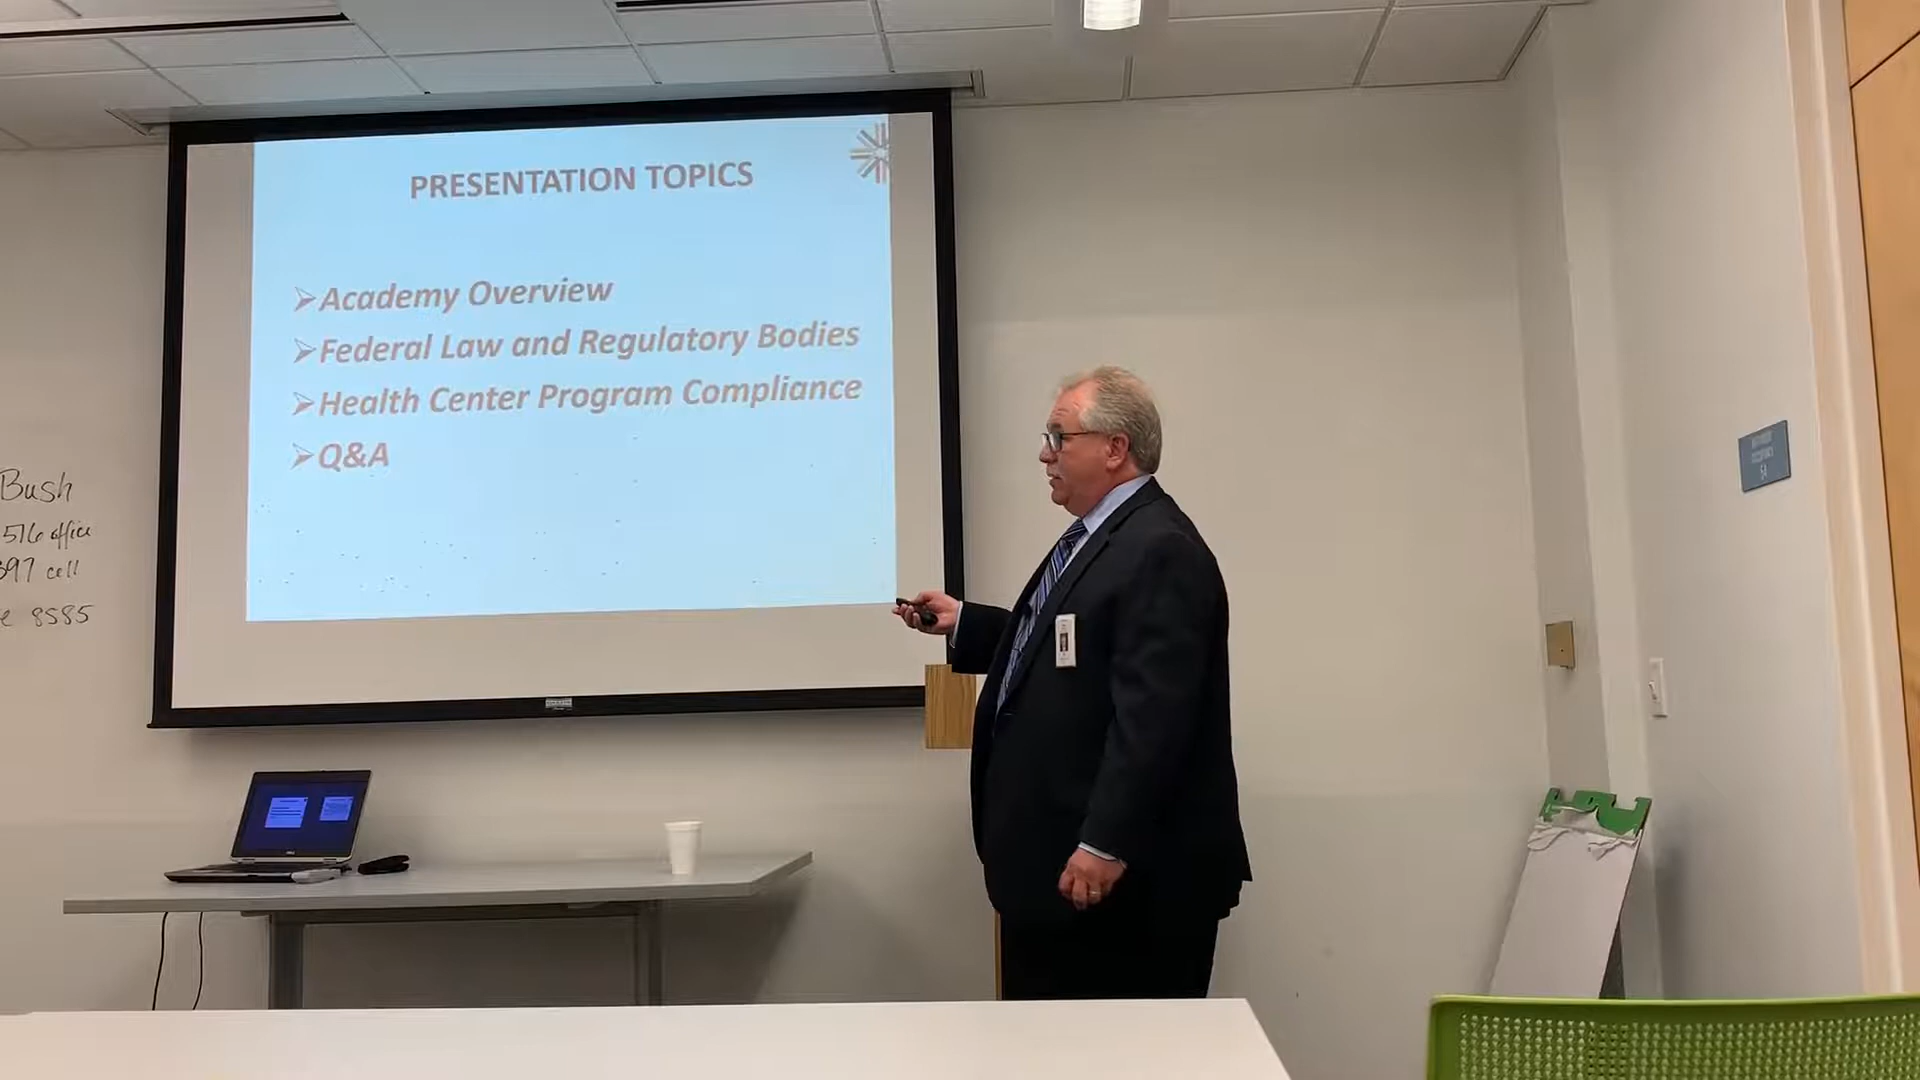 PRESENTATION TOPICS
Academy Overview
Federal Law and Regulatory Bodies
Health Center Program Compliance
Q&A
Bush
516 office
397 cell
8585